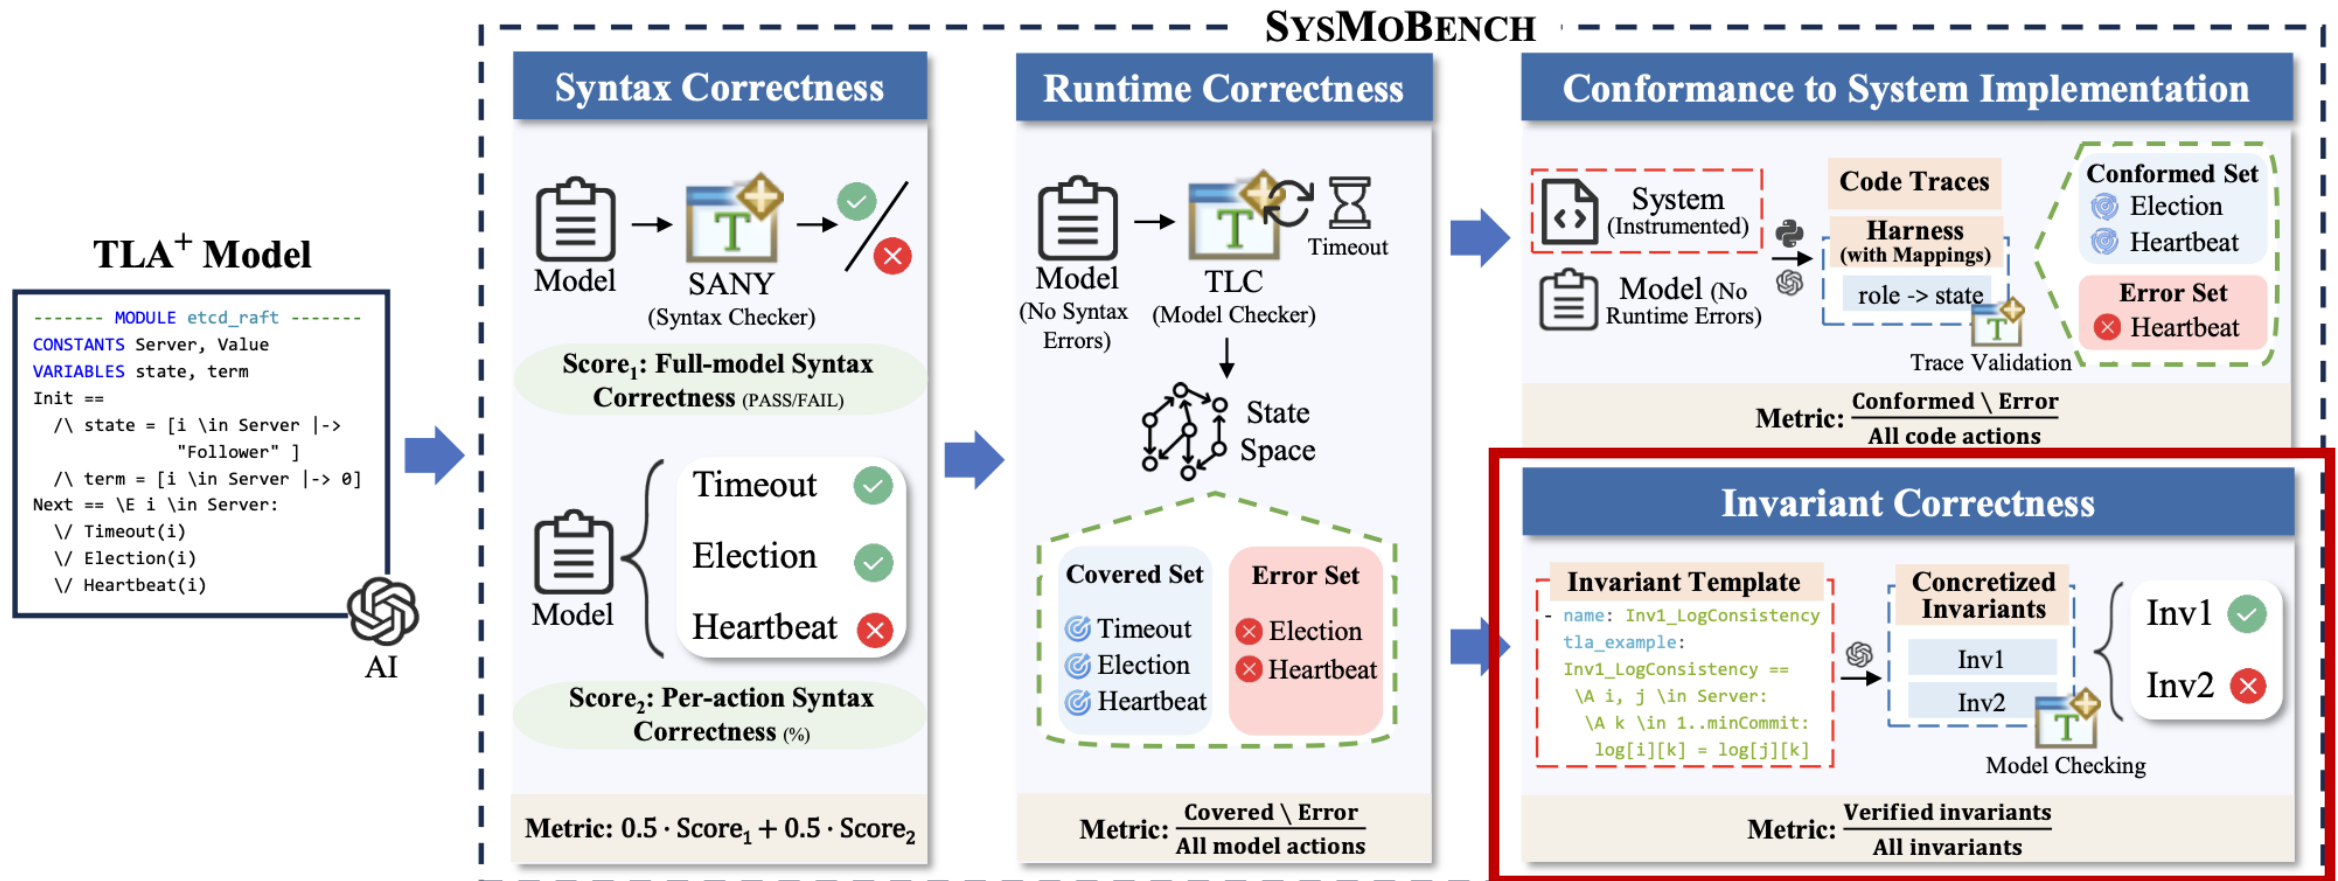 SYSMOBENCH
TLA+ Model
------- MODULE etcd_raft -------
CONSTANTS Server, Value
VARIABLES state, term
Init ==
/\ state = [i \in Server |->
"Follower" ]
/\ term = [i \in Server |-> 0]
Next == \E i \in Server:
\/ Timeout(i)
\/ Election(i)
\/ Heartbeat(i)
AI
Syntax Correctness
Model
T
SANY
(Syntax Checker)
Score1: Full-model Syntax
Correctness (PASS/FAIL)
Model
Timeout
Election
Heartbeat
Score2: Per-action Syntax
Correctness (%)
Metric: 0.5 · Score1 + 0.5 · Score2
Runtime Correctness
Model
(No Syntax
Errors)
T
TLC
(Model Checker)
Timeout
State
Space
Covered Set
Timeout
Election
Heartbeat
Error Set
Election
Heartbeat
Metric: Covered \ Error
All model actions
Conformance to System Implementation
System
(Instrumented)
Model (No
Runtime Errors)
Code Traces
Harness
(with Mappings)
role -> state
T
Trace Validation
Conformed Set
Election
Heartbeat
Error Set
Heartbeat
Metric: Conformed \ Error
All code actions
Invariant Correctness
Invariant Template
- name: Inv1_LogConsistency
tla_example:
Inv1_LogConsistency ==
\A i, j \in Server:
\A k \in 1..minCommit:
log[i][k] = log[j][k]
Concretized
Invariants
Inv1
Inv2
T
Model Checking
Inv1
Inv2
Metric: Verified invariants
All invariants